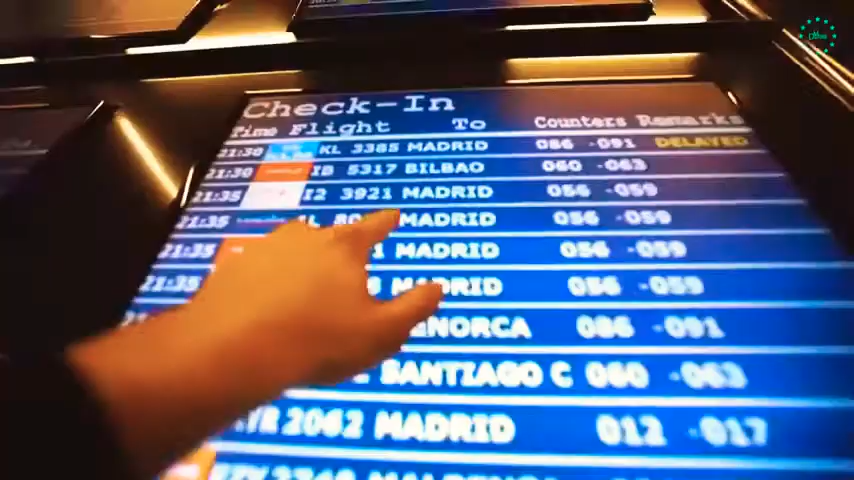 Check-In
Time Flight To Counters Remarks
21:30 KL 3385 MADRID 086 -091 DELAYED
21:30 IB 5317 BILBAO 060 -063
21:35 I2 3921 MADRID 056 -059
21:35 MADRID 056 -059
21:35 MADRID 056 -059
21:35 MADRID 056 -059
MENORCA 086 -091
SANTIAGO C 060 -063
2062 MADRID 012 -017